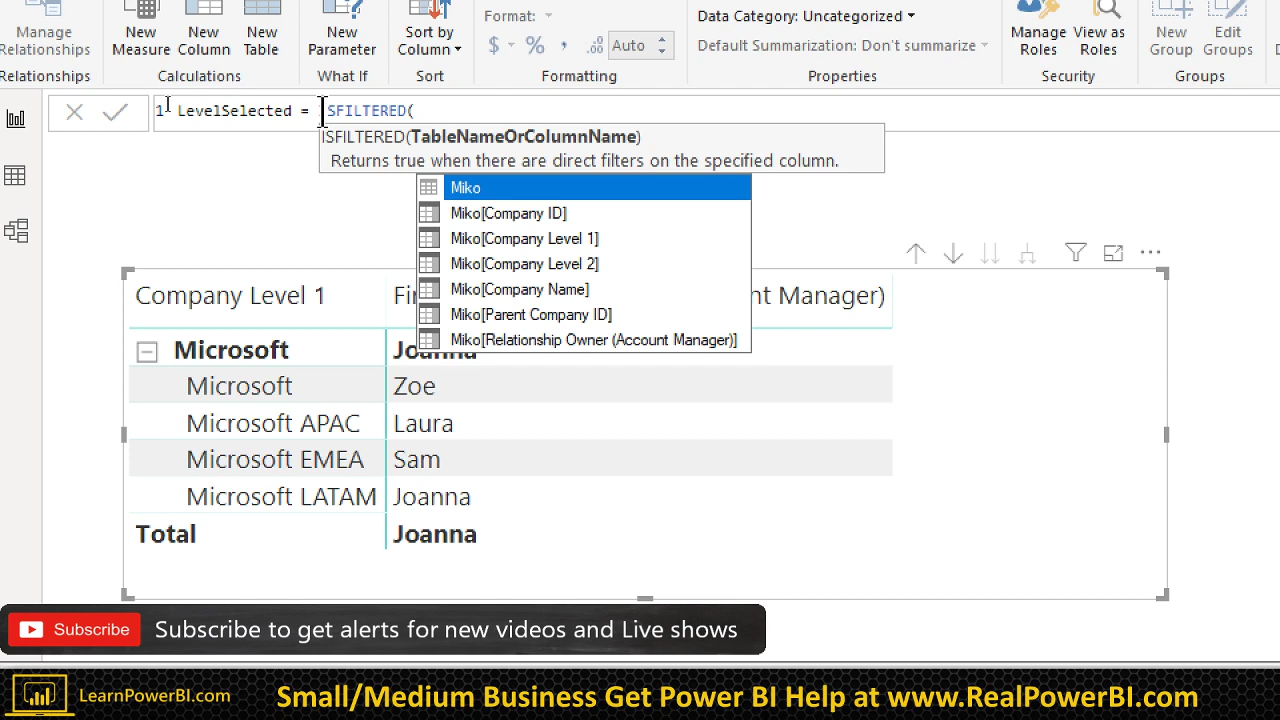 Manage Relationships
New Measure
New Column
New Table
New Parameter
Sort by Column
Format:
$ % , .00 Auto
Data Category: Uncategorized
Default Summarization: Don't summarize
Manage Roles
View as Roles
New Group
Edit Groups
Relationships
Calculations
What If
Sort
Formatting
Properties
Security
Groups
1 LevelSelected = ISFILTERED(
ISFILTERED(TableNameOrColumnName)
Returns true when there are direct filters on the specified column.
Miko
Miko[Company ID]
Miko[Company Level 1]
Miko[Company Level 2]
Miko[Company Name]
Miko[Parent Company ID]
Miko[Relationship Owner (Account Manager)]
Company Level 1 Manager)
Microsoft Joanna
Microsoft Zoe
Microsoft APAC Laura
Microsoft EMEA Sam
Microsoft LATAM Joanna
Total Joanna
Subscribe Subscribe to get alerts for new videos and Live shows
LearnPowerBI.com Small/Medium Business Get Power BI Help at www.RealPowerBI.com